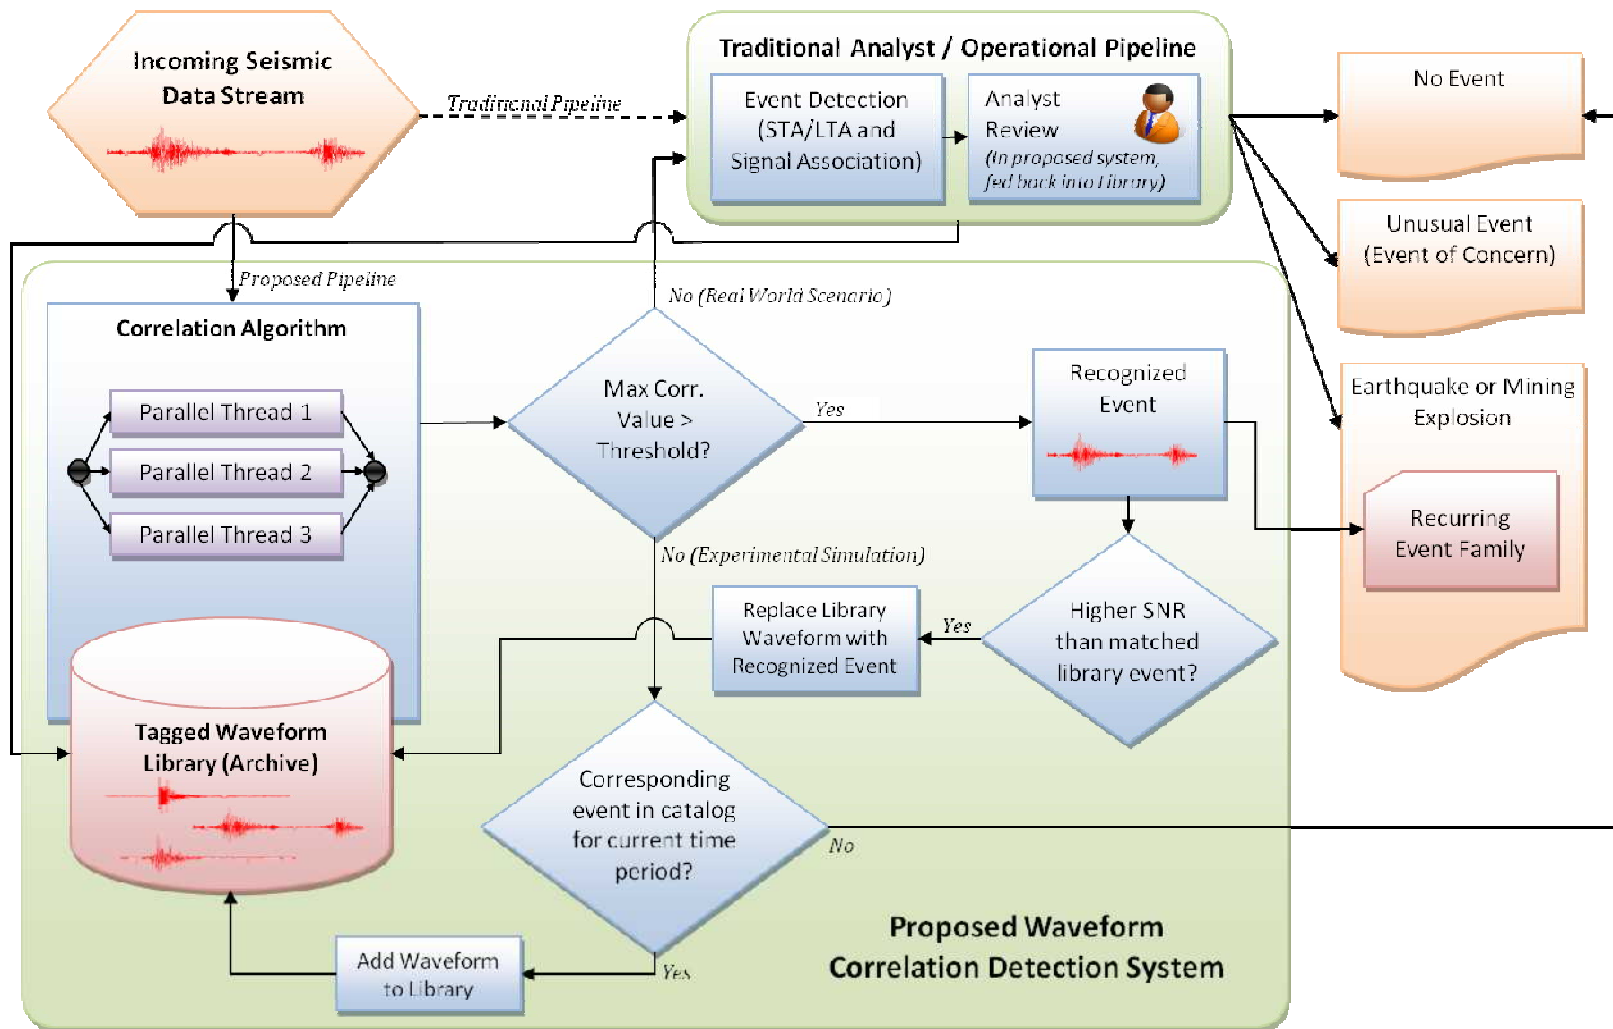 Incoming Seismic
Data Stream
Traditional Pipeline
Traditional Analyst / Operational Pipeline
Event Detection
(STA/LTA and
Signal Association)
Analyst
Review
(In proposed system,
fed back into Library)
No Event
Unusual Event
(Event of Concern)
Earthquake or Mining
Explosion
Recurring
Event Family
Proposed Pipeline
Correlation Algorithm
Parallel Thread 1
Parallel Thread 2
Parallel Thread 3
No (Real World Scenario)
Max Corr.
Value >
Threshold?
Yes
Recognized
Event
No (Experimental Simulation)
Higher SNR
than matched
library event?
Yes
Replace Library
Waveform with
Recognized Event
Tagged Waveform
Library (Archive)
Corresponding
event in catalog
for current time
period?
No
Yes
Add Waveform
to Library
Proposed Waveform
Correlation Detection System